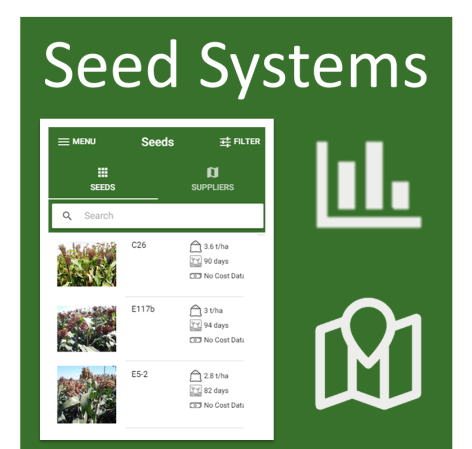 Seed Systems
MENU Seeds FILTER
SEEDS SUPPLIERS
Search
C26 3.6 t/ha
90 days
No Cost Data
E117b 3 t/ha
94 days
No Cost Data
E5-2 2.8 t/ha
82 days
No Cost Data